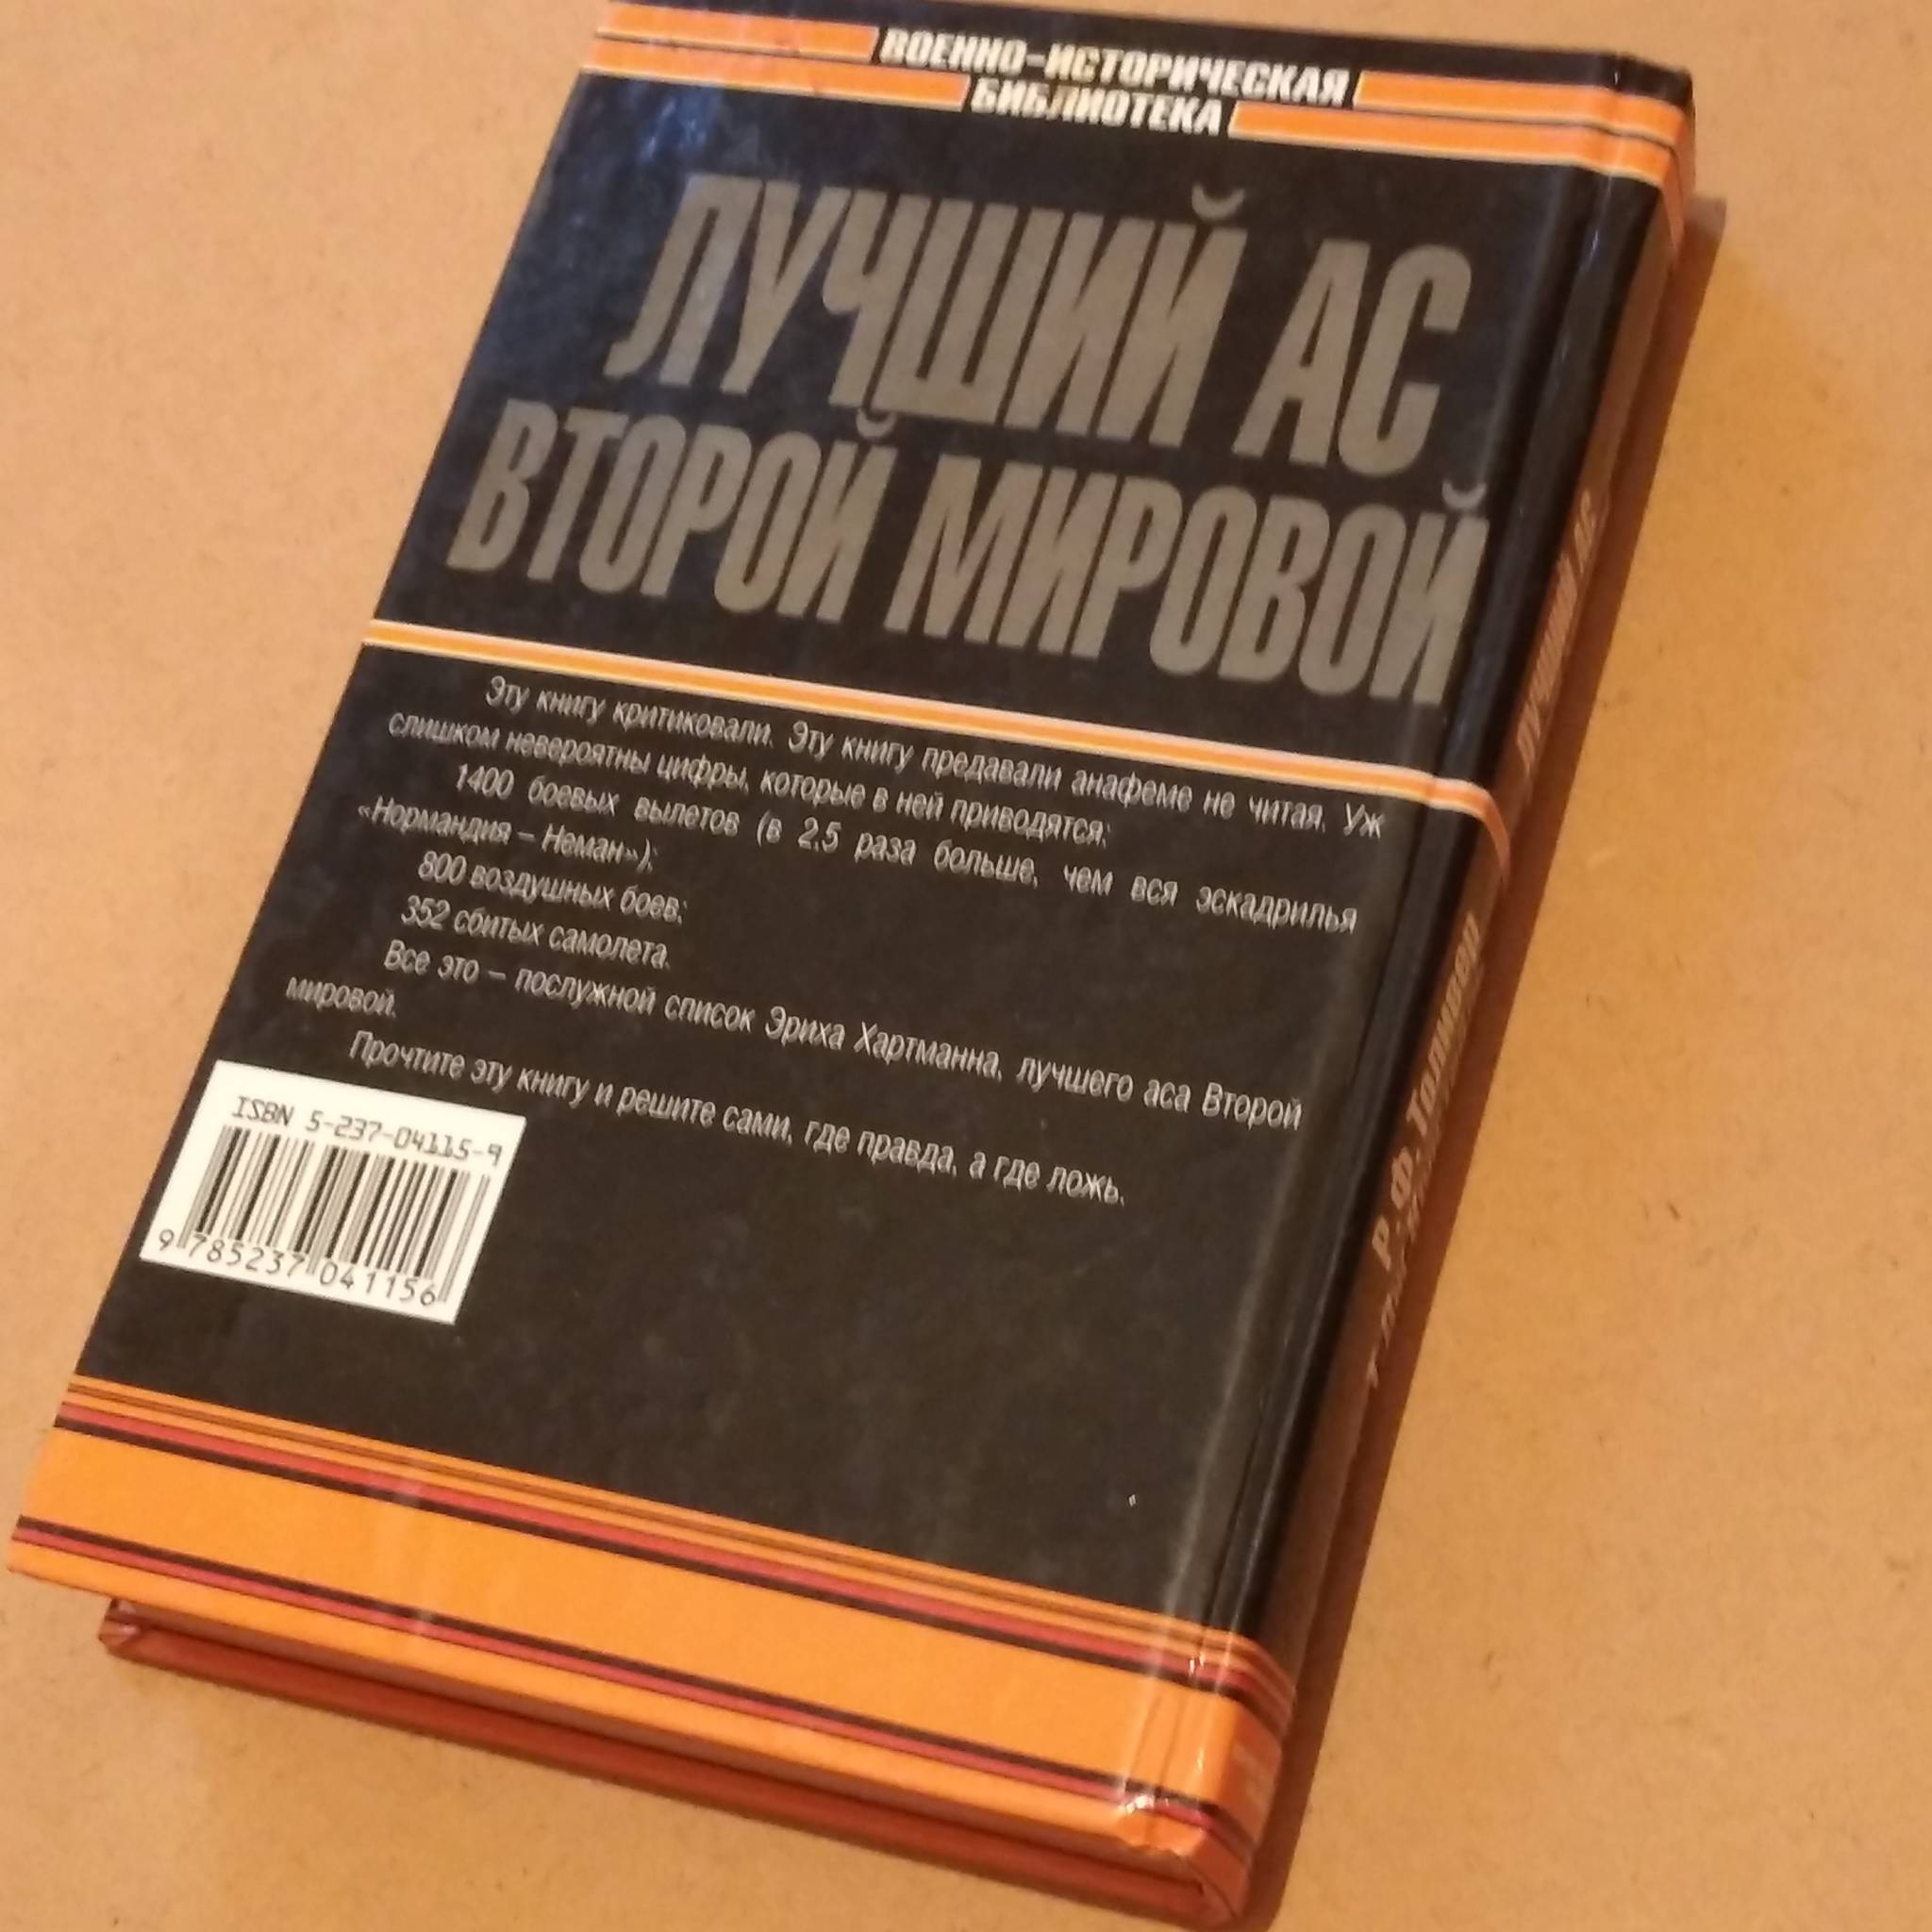 ВОЕННО-ИСТОРИЧЕСКАЯ
БИБЛИОТЕКА
ЛУЧШИЙ АС
ВТОРОЙ МИРОВОЙ
Эту книгу критиковали. Эту книгу предавали анафеме не читая. Уж
слишком невероятны цифры, которые в ней приводятся:
1400 боевых вылетов (в 2,5 раза больше, чем вся эскадрилья
«Нормандия – Неман»);
800 воздушных боев;
352 сбитых самолета.
Все это – послужной список Эриха Хартманна, лучшего аса Второй
мировой.
Прочтите эту книгу и решите сами, где правда, а где ложь.
ISBN 5-237-04115-9
9 785237 041156
ЛУЧШИЙ АС
Р. Ф. Толивер